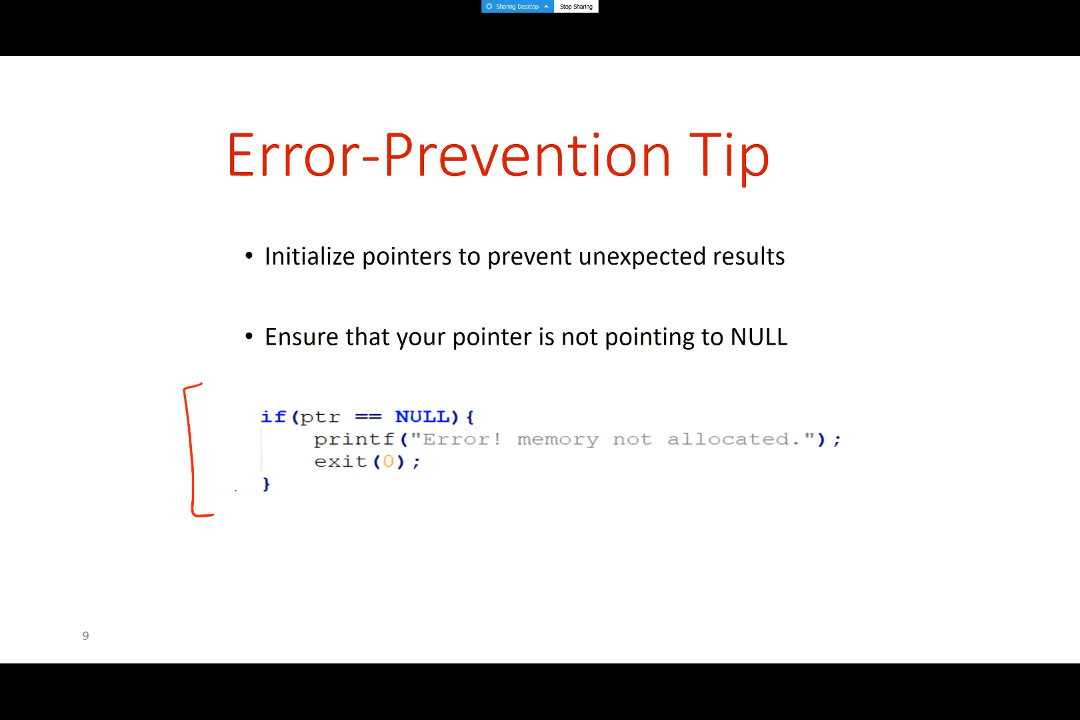 Sharing Desktop Stop Sharing
Error-Prevention Tip
• Initialize pointers to prevent unexpected results
• Ensure that your pointer is not pointing to NULL
if(ptr == NULL){
    printf("Error! memory not allocated.");
    exit(0);
}
9